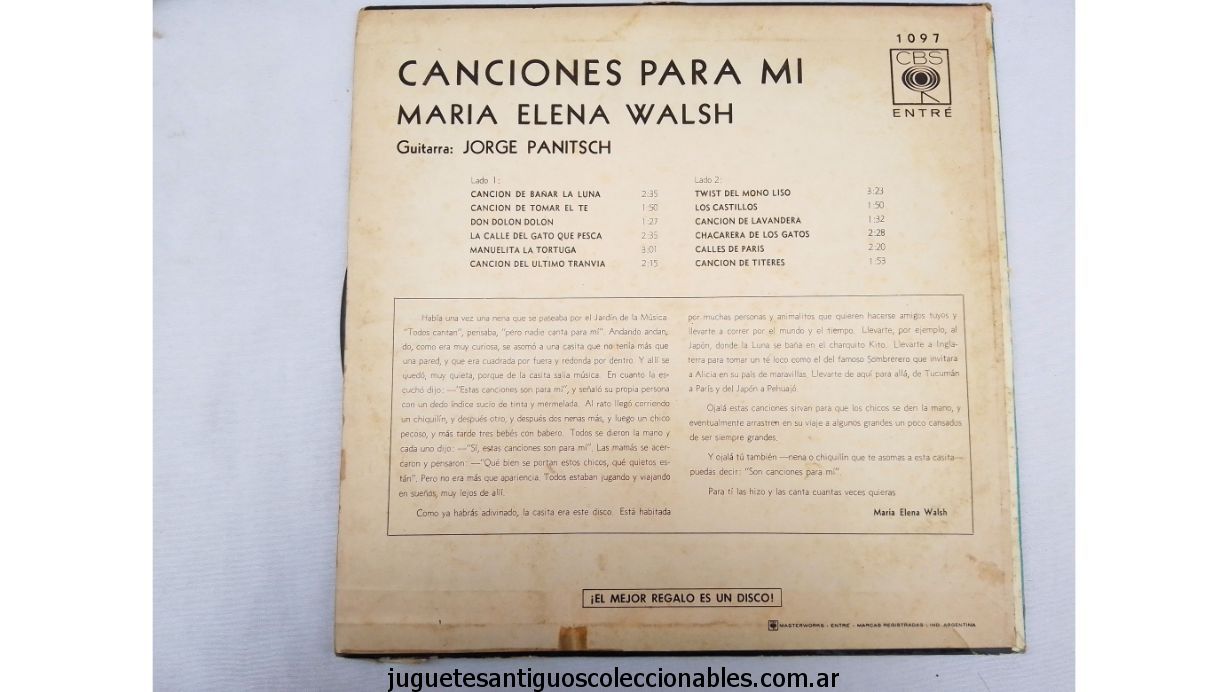 1097
CBS
ENTRÉ
CANCIONES PARA MI
MARIA ELENA WALSH
Guitarra: JORGE PANITSCH
Lado 1:
CANCION DE BAÑAR LA LUNA 2:35
CANCION DE TOMAR EL TE 1:50
DON DOLON DOLON 1:27
LA CALLE DEL GATO QUE PESCA 2:35
MANUELITA LA TORTUGA 3:01
CANCION DEL ULTIMO TRANVIA 2:15
Lado 2:
TWIST DEL MONO LISO 3:23
LOS CASTILLOS 1:50
CANCION DE LAVANDERA 1:32
CHACARERA DE LOS GATOS 2:28
CALLES DE PARIS 2:20
CANCION DE TITERES 1:53
Había una vez una nena que se paseaba por el Jardín de la Música.
"Todos cantan", pensaba, "pero nadie canta para mí". Andando andan,
do, como era muy curiosa, se asomó a una casita que no tenía más que
una pared, y que era cuadrada por fuera y redonda por dentro. Y allí se
quedó, muy quieta, porque de la casita salía música. En cuanto la es-
cuchó dijo: —"Estas canciones son para mí", y señaló su propia persona
con un dedo índice sucio de tinta y mermelada. Al rato llegó corriendo
un chiquilín, y después otro, y después dos nenas más, y luego un chico
pecoso, y más tarde tres bebés con babero. Todos se dieron la mano y
cada uno dijo: —"Sí, estas canciones son para mí". Las mamás se acer-
caron y pensaron: —"Qué bien se portan estos chicos, qué quietos es-
tán". Pero no era más que apariencia. Todos estaban jugando y viajando
en sueños, muy lejos de allí.
Como ya habrás adivinado, la casita era este disco. Está habitada
por muchas personas y animalitos que quieren hacerse amigos tuyos y
llevarte a correr por el mundo y el tiempo. Llevarte, por ejemplo, al
Japón, donde la Luna se baña en el charquito Kito. Llevarte a Ingla-
terra para tomar un té loco como el del famoso Sombrerero que invitara
a Alicia en su país de maravillas. Llevarte de aquí para allá, de Tucumán
a París y del Japón a Pehuajó.
Ojalá estas canciones sirvan para que los chicos se den la mano, y
eventualmente arrastren en su viaje a algunos grandes un poco cansados
de ser siempre grandes.
Y ojalá tú también —nena o chiquilín que te asomas a esta casita—
puedas decir: "Son canciones para mí".
Para tí las hizo y las canta cuantas veces quieras
María Elena Walsh
¡EL MEJOR REGALO ES UN DISCO!
MASTERWORKS - ENTRE - MARCAS REGISTRADAS - IND. ARGENTINA
juguetesantiguoscoleccionables.com.ar